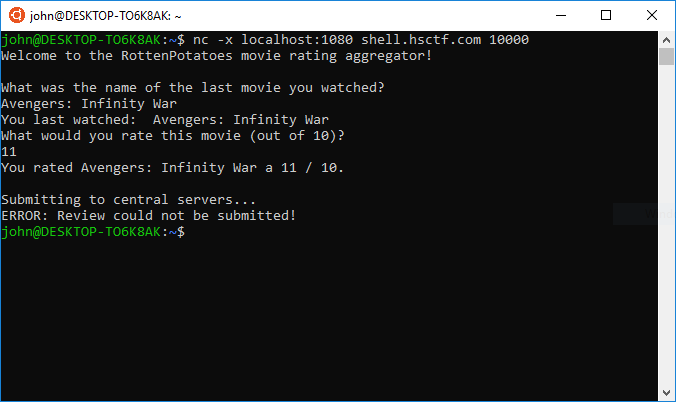 john@DESKTOP-TO6K8AK: ~
john@DESKTOP-TO6K8AK:~$ nc -x localhost:1080 shell.hsctf.com 10000
Welcome to the RottenPotatoes movie rating aggregator!
What was the name of the last movie you watched?
Avengers: Infinity War
You last watched:  Avengers: Infinity War
What would you rate this movie (out of 10)?
11
You rated Avengers: Infinity War a 11 / 10.
Submitting to central servers...
ERROR: Review could not be submitted!
john@DESKTOP-TO6K8AK:~$